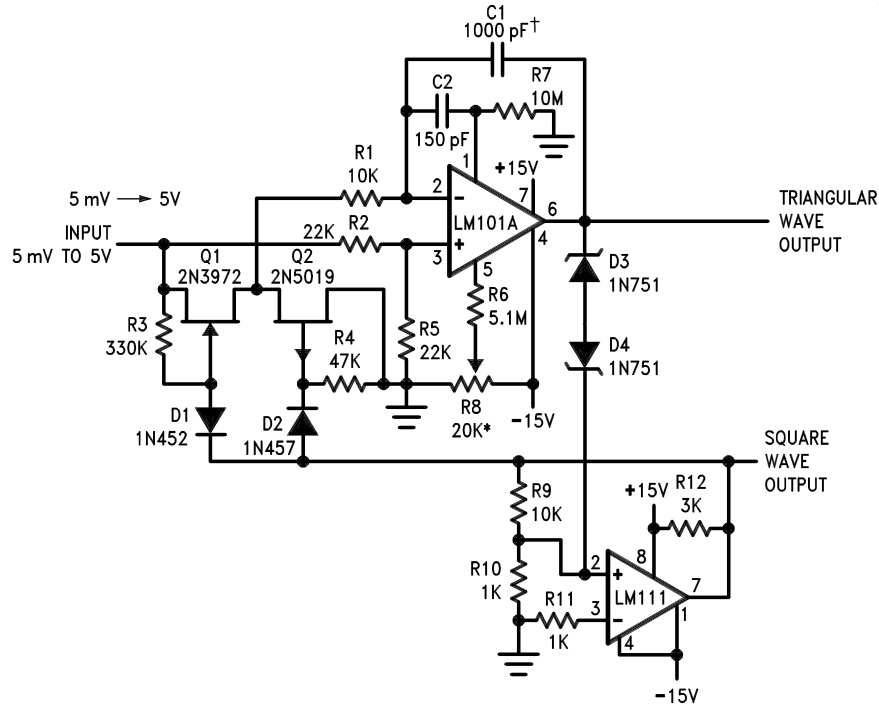 C1
1000 pF†
C2
150 pF
R7
10M
R1
10K
1
+15V
7
5 mV → 5V
2
−
LM101A
6
TRIANGULAR
WAVE
OUTPUT
INPUT
5 mV TO 5V
22K
R2
+
3
4
5
Q1
2N3972
Q2
2N5019
D3
1N751
R6
5.1M
R3
330K
R4
47K
R5
22K
D4
1N751
D1
1N452
D2
1N457
R8
20K*
−15V
SQUARE
WAVE
OUTPUT
R9
10K
+15V
R12
3K
R10
1K
2
+
8
LM111
7
R11
1K
3
−
1
4
−15V